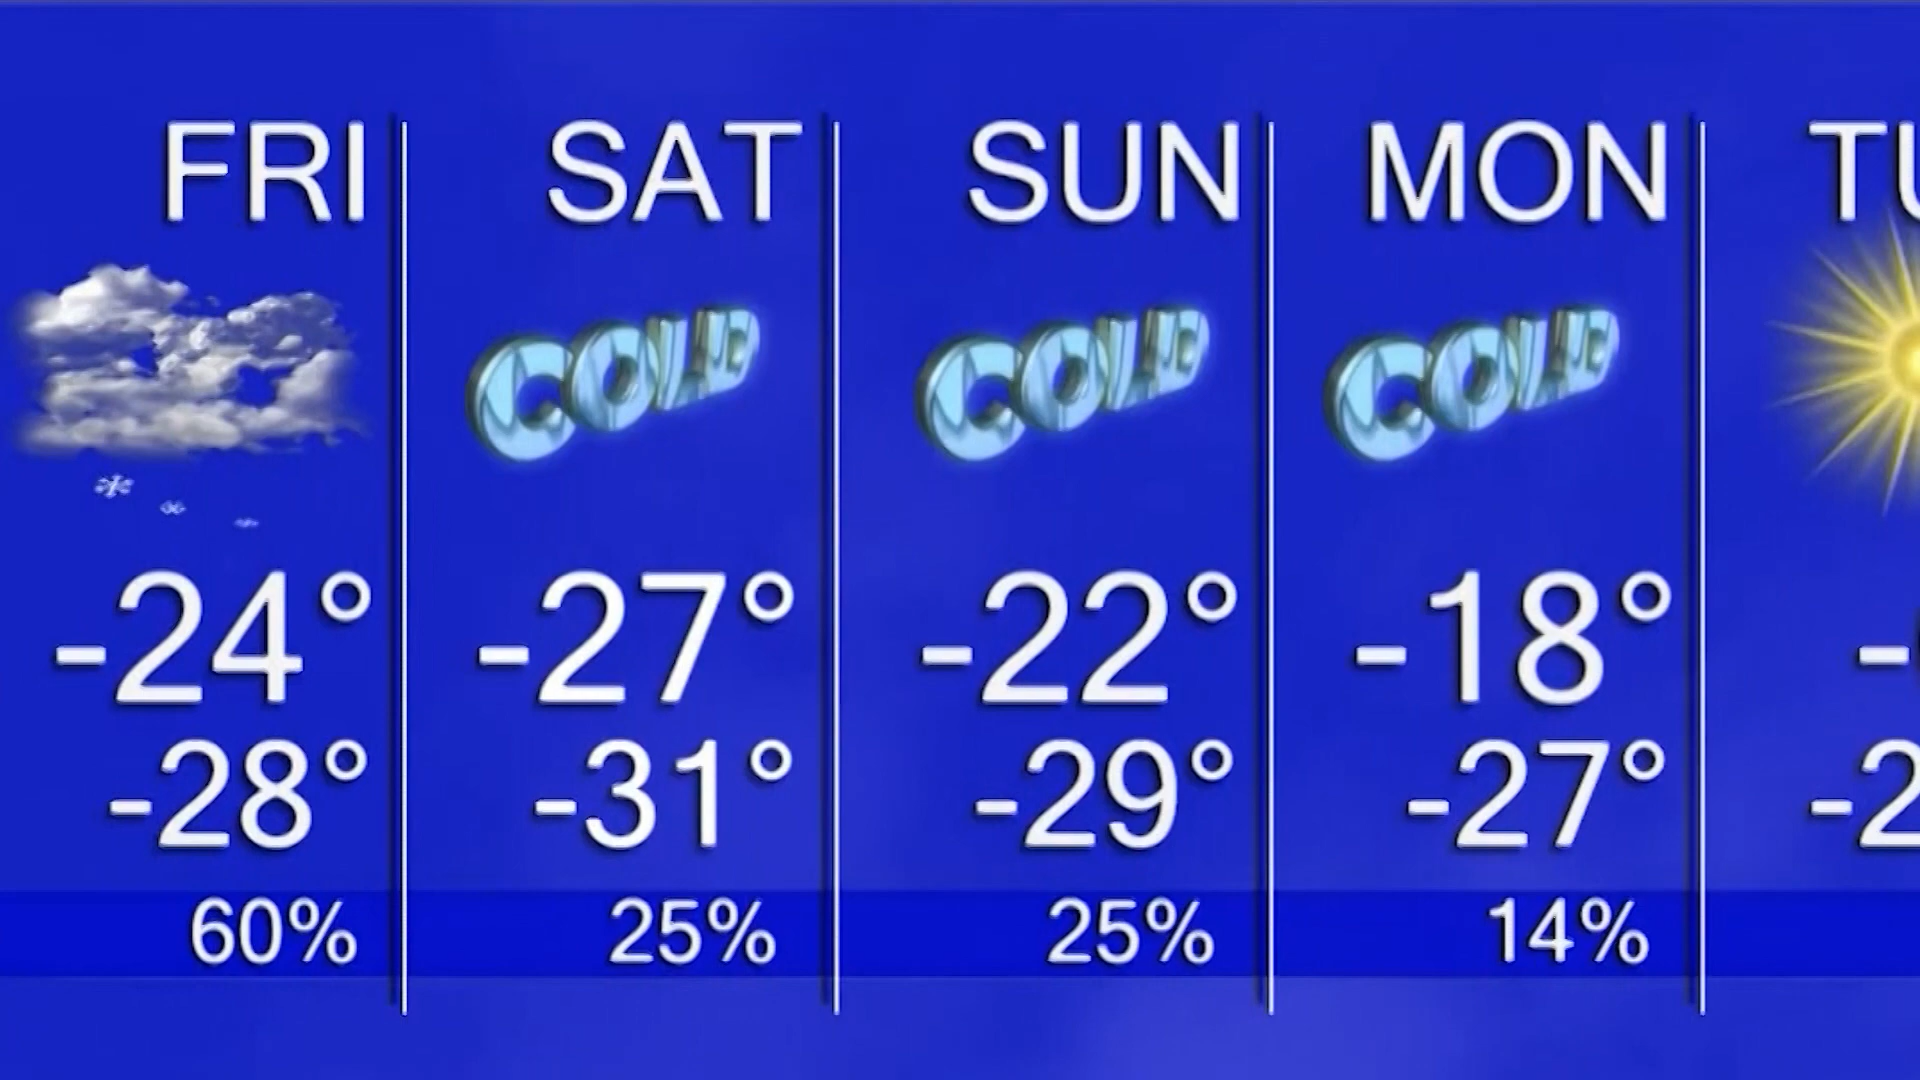 FRI SAT SUN MON
COLD COLD COLD
-24° -27° -22° -18°
-28° -31° -29° -27°
60% 25% 25% 14%